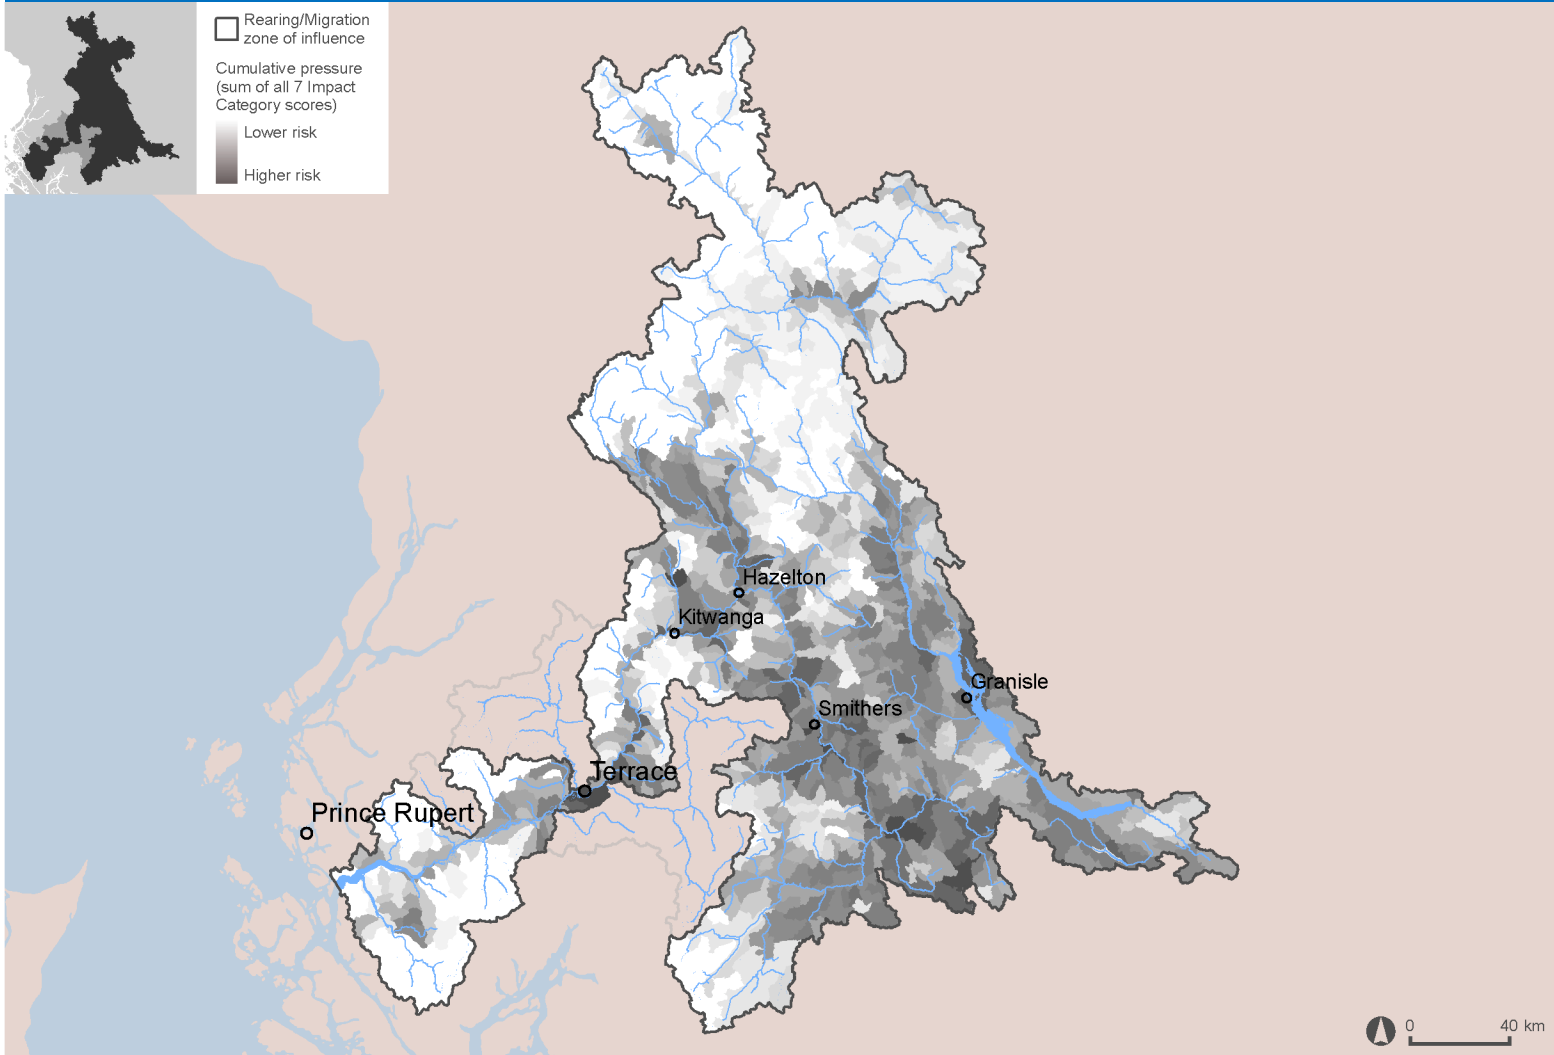 Rearing/Migration
zone of influence
Cumulative pressure
(sum of all 7 Impact
Category scores)
Lower risk
Higher risk
Hazelton
Kitwanga
Granisle
Smithers
Terrace
Prince Rupert
0 40 km